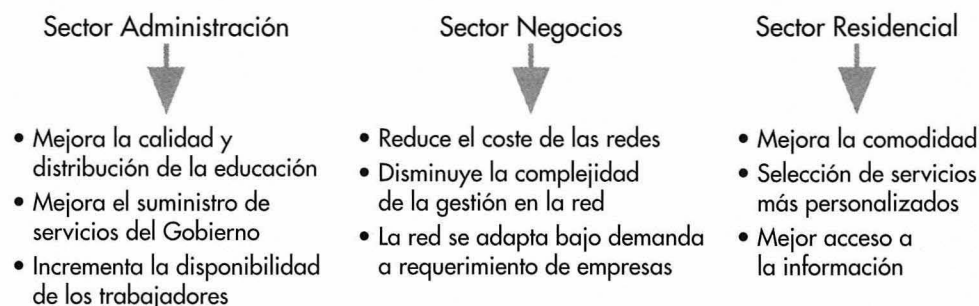 Sector Administración
• Mejora la calidad y
distribución de la educación
• Mejora el suministro de
servicios del Gobierno
• Incrementa la disponibilidad
de los trabajadores
Sector Negocios
• Reduce el coste de las redes
• Disminuye la complejidad
de la gestión en la red
• La red se adapta bajo demanda
a requerimiento de empresas
Sector Residencial
• Mejora la comodidad
• Selección de servicios
más personalizados
• Mejor acceso a
la información